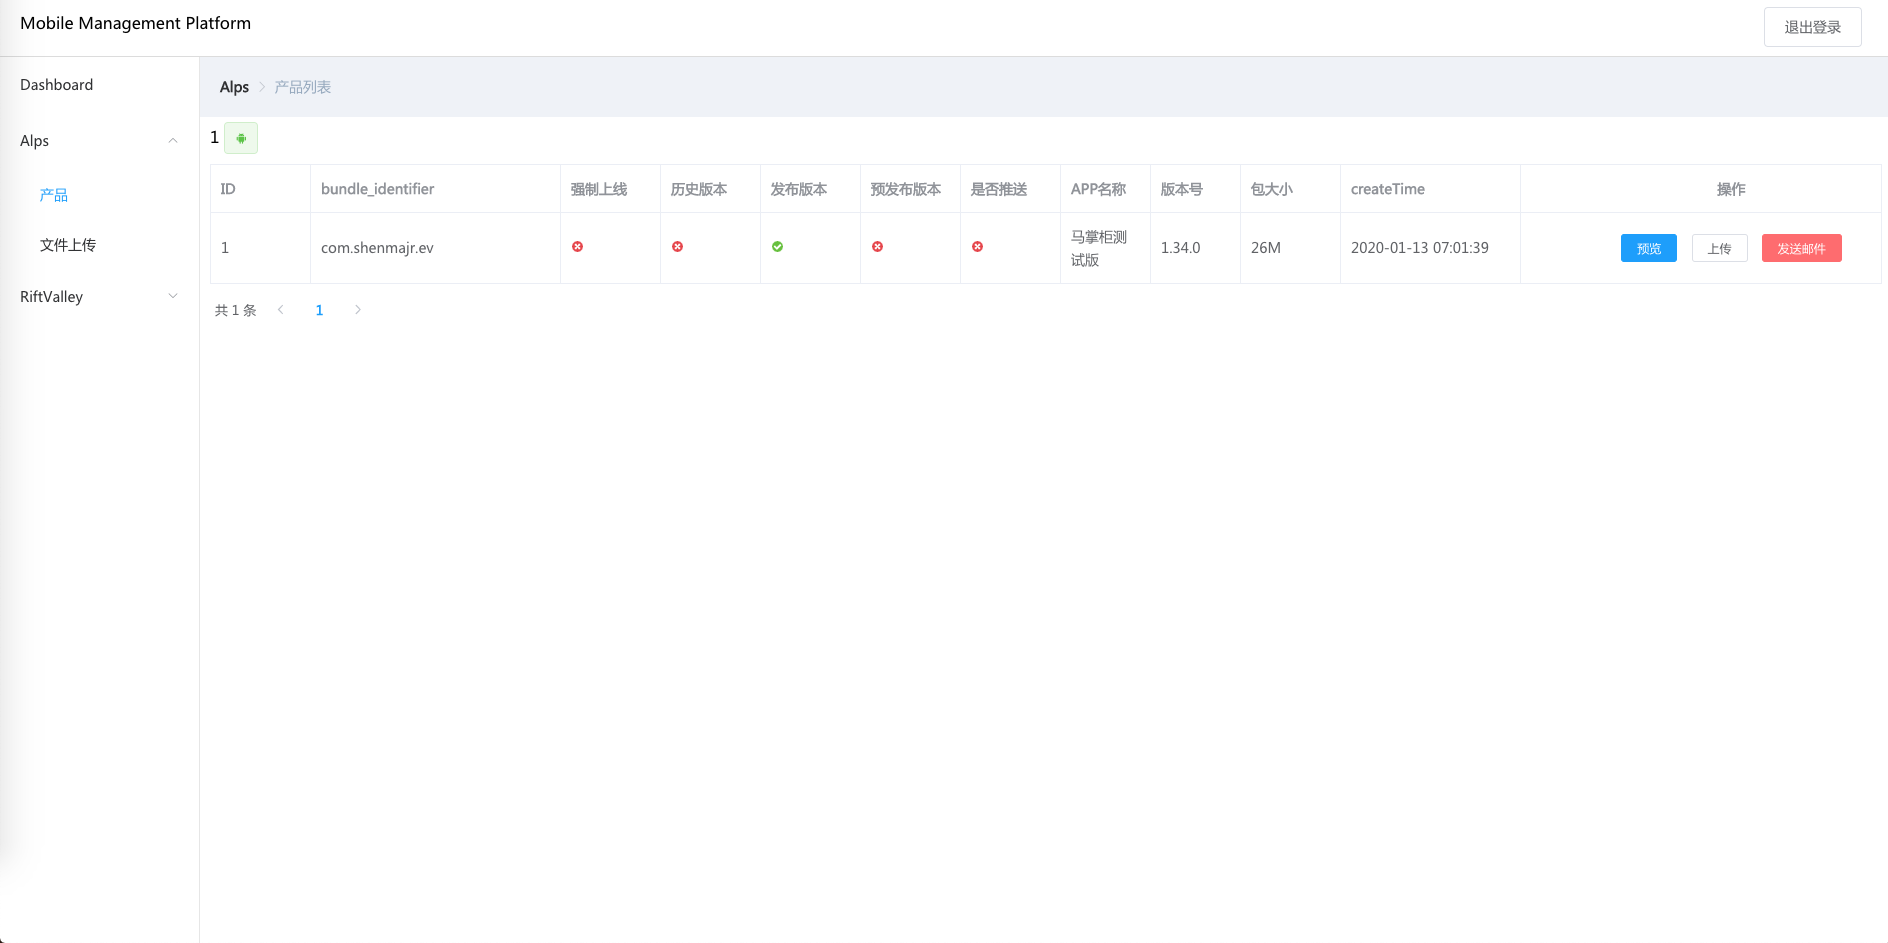 Mobile Management Platform
退出登录
Dashboard
Alps
产品
文件上传
RiftValley
Alps 产品列表
1
ID bundle_identifier 强制上线 历史版本 发布版本 预发布版本 是否推送 APP名称 版本号 包大小 createTime 操作
1 com.shenmajr.ev 马掌柜测 1.34.0 26M 2020-01-13 07:01:39 预览 上传 发送邮件
试版
共 1 条 1